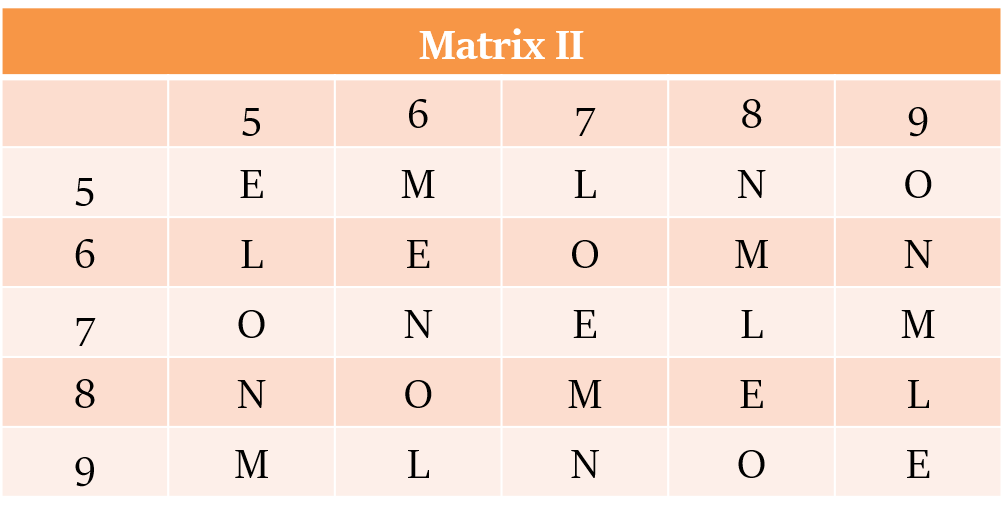 Matrix II
5 6 7 8 9
5 E M L N O
6 L E O M N
7 O N E L M
8 N O M E L
9 M L N O E